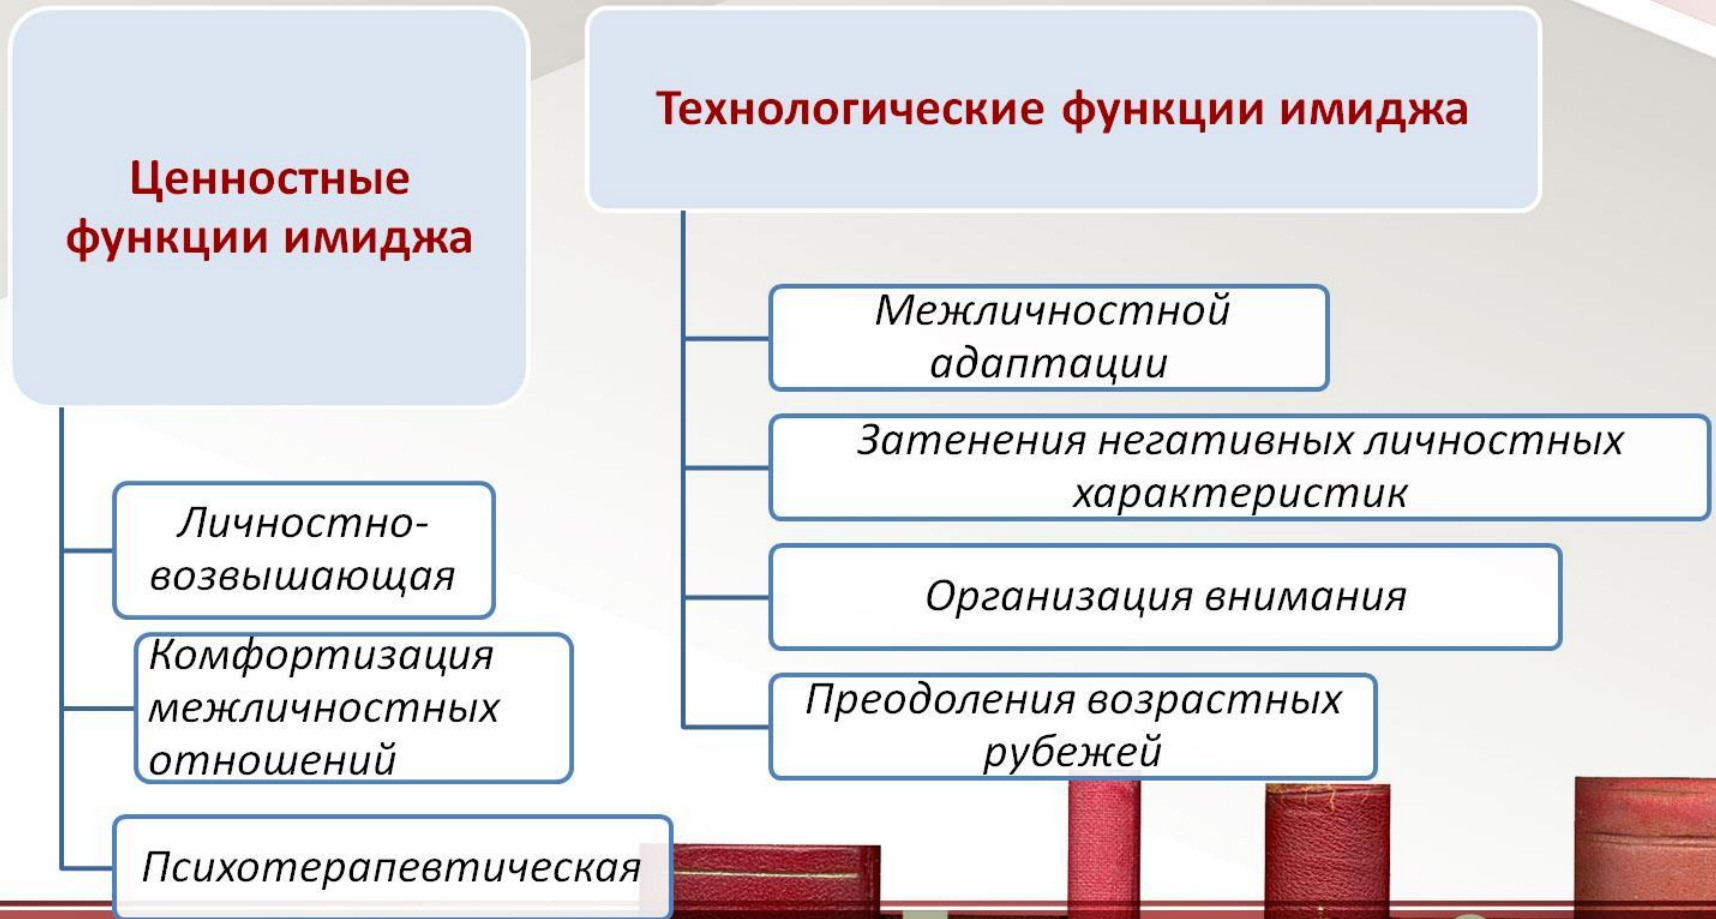 Ценностные
функции имиджа
Личностно-
возвышающая
Комфортизация
межличностных
отношений
Психотерапевтическая
Технологические функции имиджа
Межличностной
адаптации
Затенения негативных личностных
характеристик
Организация внимания
Преодоления возрастных
рубежей